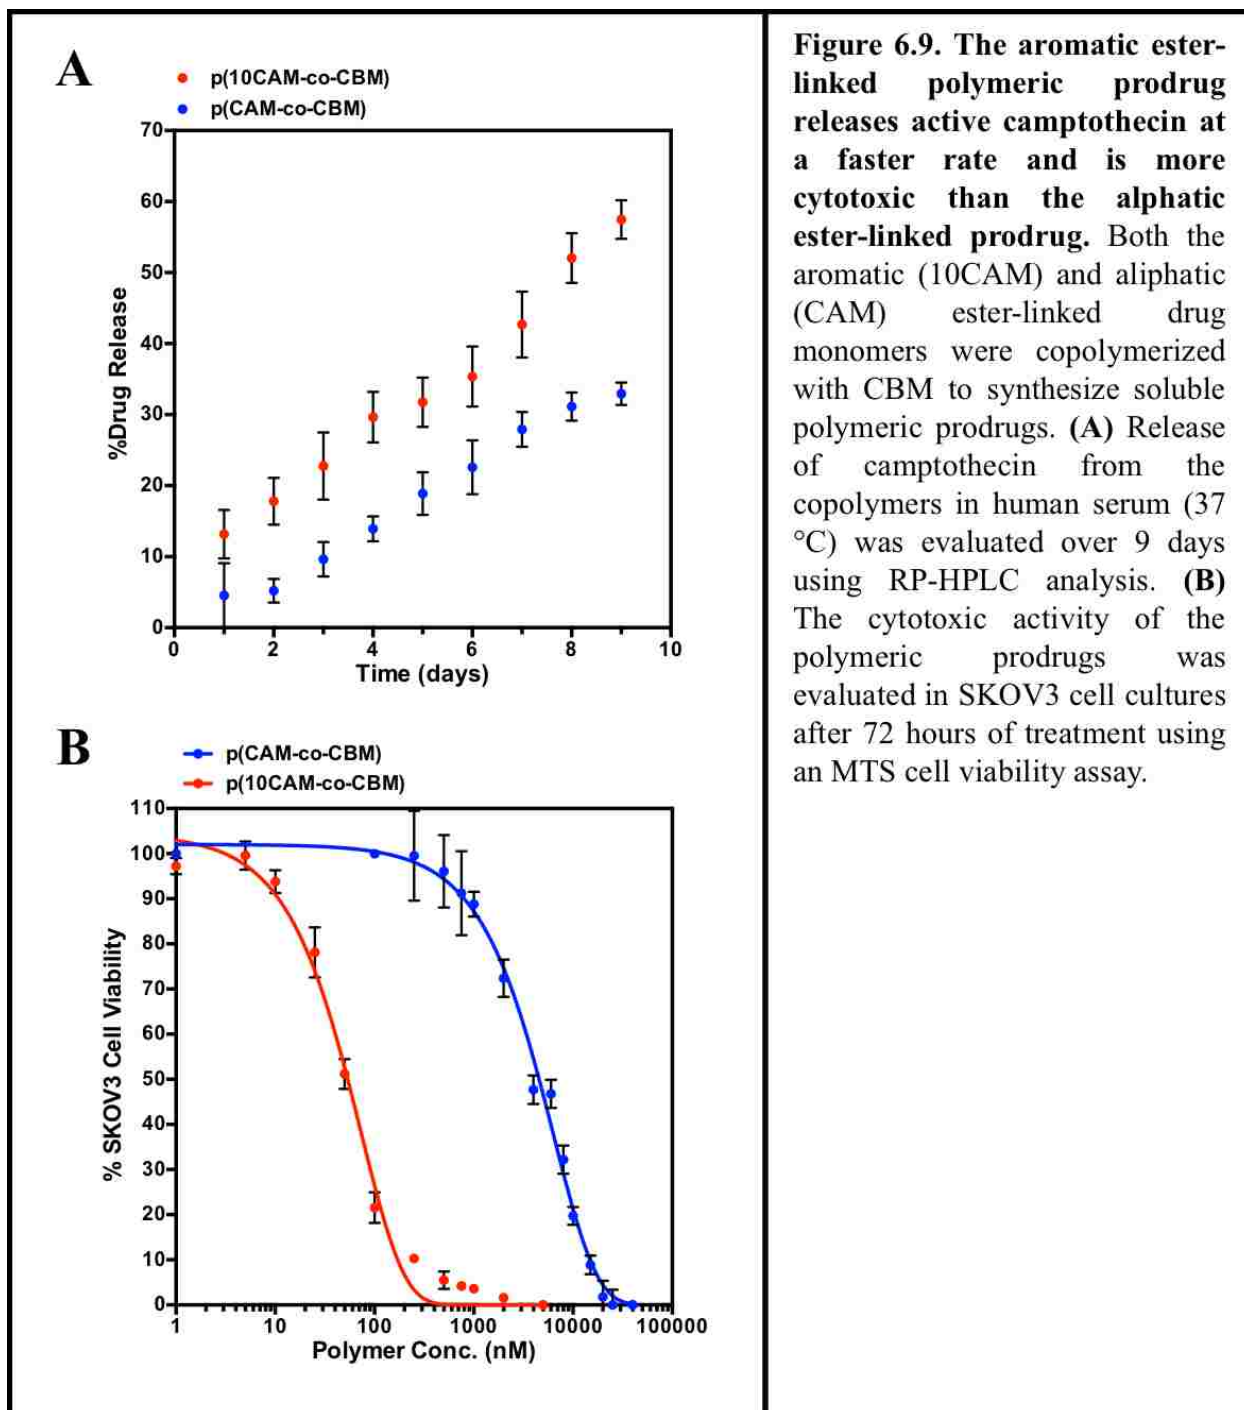 A
p(10CAM-co-CBM)
p(CAM-co-CBM)
70
60
50
40
30
20
10
0
%Drug Release
0 2 4 6 8 10
Time (days)
B
p(CAM-co-CBM)
p(10CAM-co-CBM)
110
100
90
80
70
60
50
40
30
20
10
0
% SKOV3 Cell Viability
1 10 100 1000 10000 100000
Polymer Conc. (nM)
Figure 6.9. The aromatic ester-
linked polymeric prodrug
releases active camptothecin at
a faster rate and is more
cytotoxic than the alphatic
ester-linked prodrug. Both the
aromatic (10CAM) and aliphatic
(CAM) ester-linked drug
monomers were copolymerized
with CBM to synthesize soluble
polymeric prodrugs. (A) Release
of camptothecin from the
copolymers in human serum (37
°C) was evaluated over 9 days
using RP-HPLC analysis. (B)
The cytotoxic activity of the
polymeric prodrugs was
evaluated in SKOV3 cell cultures
after 72 hours of treatment using
an MTS cell viability assay.